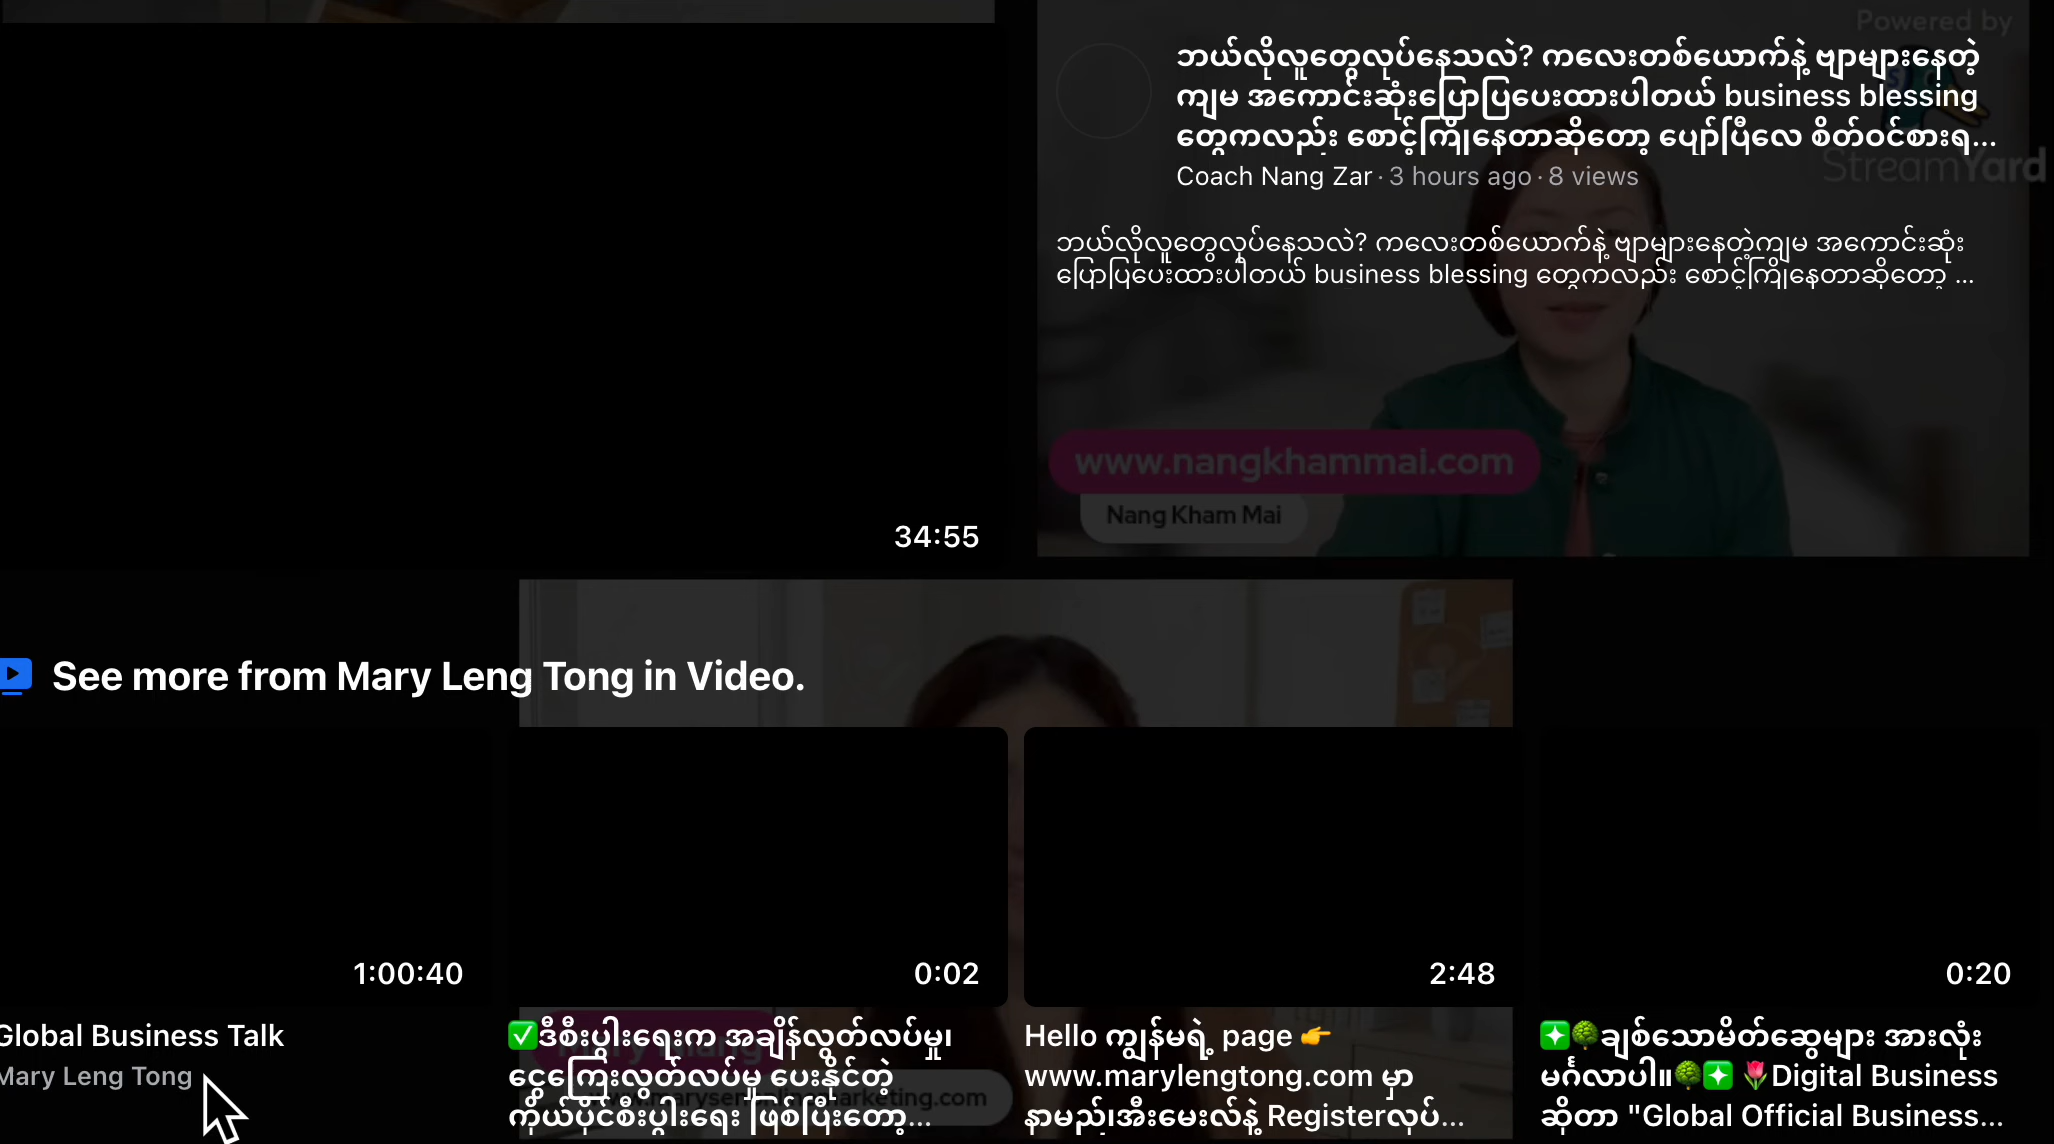 Powered by
StreamYard
ဘယ်လိုလူတွေလုပ်နေသလဲ? ကလေးတစ်ယောက်နဲ့ ဗျာများနေတဲ့
ကျမ အကောင်းဆုံးပြောပြပေးထားပါတယ် business blessing
တွေကလည်း စောင့်ကြိုနေတာဆိုတော့ ပျော်ပြီလေ စိတ်ဝင်စားရ...
Coach Nang Zar · 3 hours ago · 8 views
ဘယ်လိုလူတွေလုပ်နေသလဲ? ကလေးတစ်ယောက်နဲ့ ဗျာများနေတဲ့ကျမ အကောင်းဆုံး
ပြောပြပေးထားပါတယ် business blessing တွေကလည်း စောင့်ကြိုနေတာဆိုတော့ ...
www.nangkhammai.com
Nang Kham Mai
34:55
See more from Mary Leng Tong in Video.
1:00:40
Global Business Talk
Mary Leng Tong
0:02
✅ဒီစီးပွါးရေးက အချိန်လွတ်လပ်မှု၊
ငွေကြေးလွတ်လပ်မှု ပေးနိုင်တဲ့
ကိုယ်ပိုင်စီးပွါးရေး ဖြစ်ပြီးတော့...
2:48
Hello ကျွန်မရဲ့ page 👉
www.marylengtong.com မှာ
နာမည်၊အီးမေးလ်နဲ့ Registerလုပ်...
0:20
❇️🌳ချစ်သောမိတ်ဆွေများ အားလုံး
မင်္ဂလာပါ။🌳❇️ 🌷Digital Business
ဆိုတာ "Global Official Business...